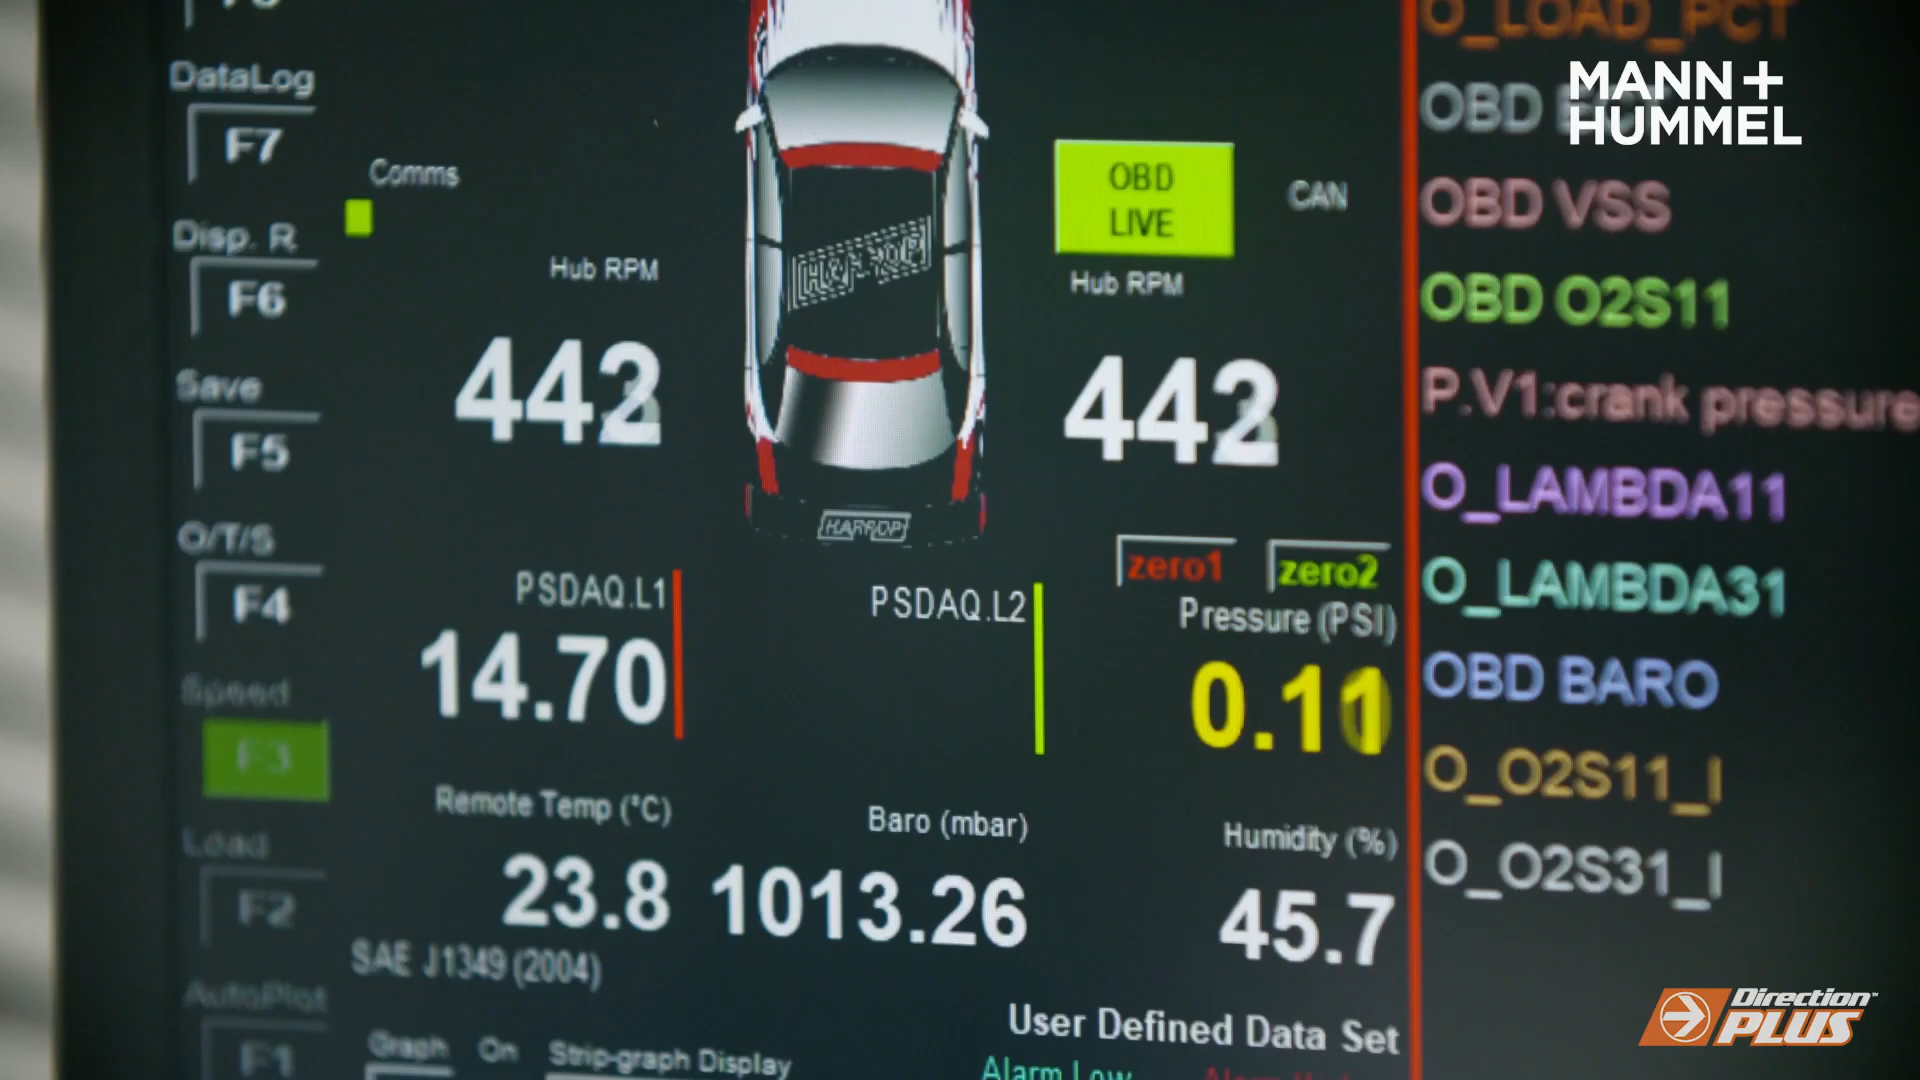 DataLog
F7
Disp. R
F6
Save
F5
O/T/S
F4
Speed
F3
Load
F2
AutoPlot
F1
Comms
OBD
LIVE
CAN
Hub RPM
Hub RPM
442
442
HARROP
HARROP
zero1
zero2
PSDAQ.L1
PSDAQ.L2
Pressure (PSI)
14.70
Remote Temp (°C)
Baro (mbar)
Humidity (%)
23.8
1013.26
45.7
SAE J1349 (2004)
User Defined Data Set
Graph On Strip-graph Display
Alarm Low
O_LOAD_PCT
OBD
OBD VSS
OBD O2S11
P.V1:crank pressure
O_LAMBDA11
O_LAMBDA31
OBD BARO
O_O2S11_I
O_O2S31_I
MANN+
HUMMEL
Direction
PLUS